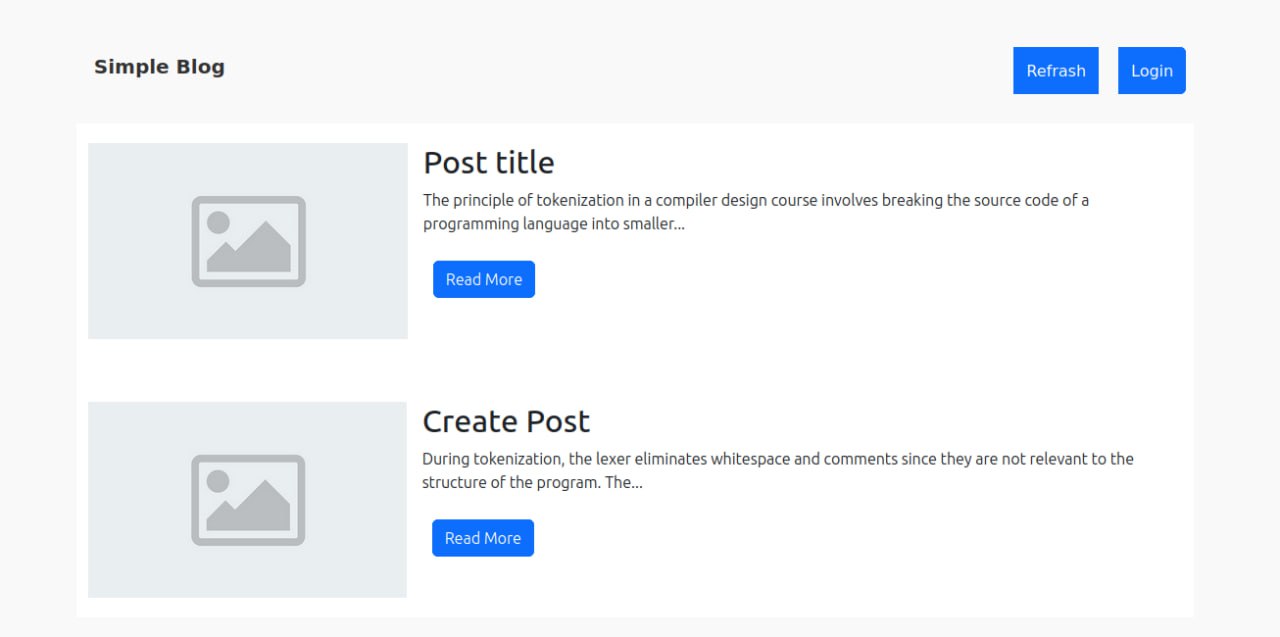 Simple Blog
Refrash
Login
Post title
The principle of tokenization in a compiler design course involves breaking the source code of a
programming language into smaller...
Read More
Create Post
During tokenization, the lexer eliminates whitespace and comments since they are not relevant to the
structure of the program. The...
Read More